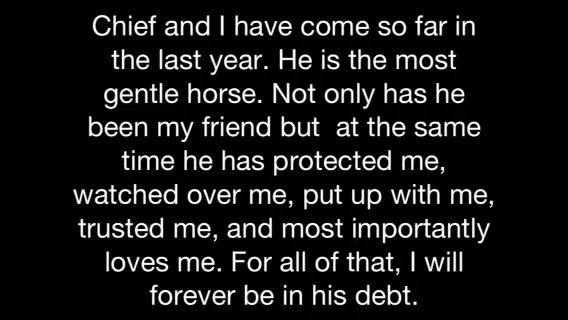 Chief and I have come so far in
the last year. He is the most
gentle horse. Not only has he
been my friend but  at the same
time he has protected me,
watched over me, put up with me,
trusted me, and most importantly
loves me. For all of that, I will
forever be in his debt.